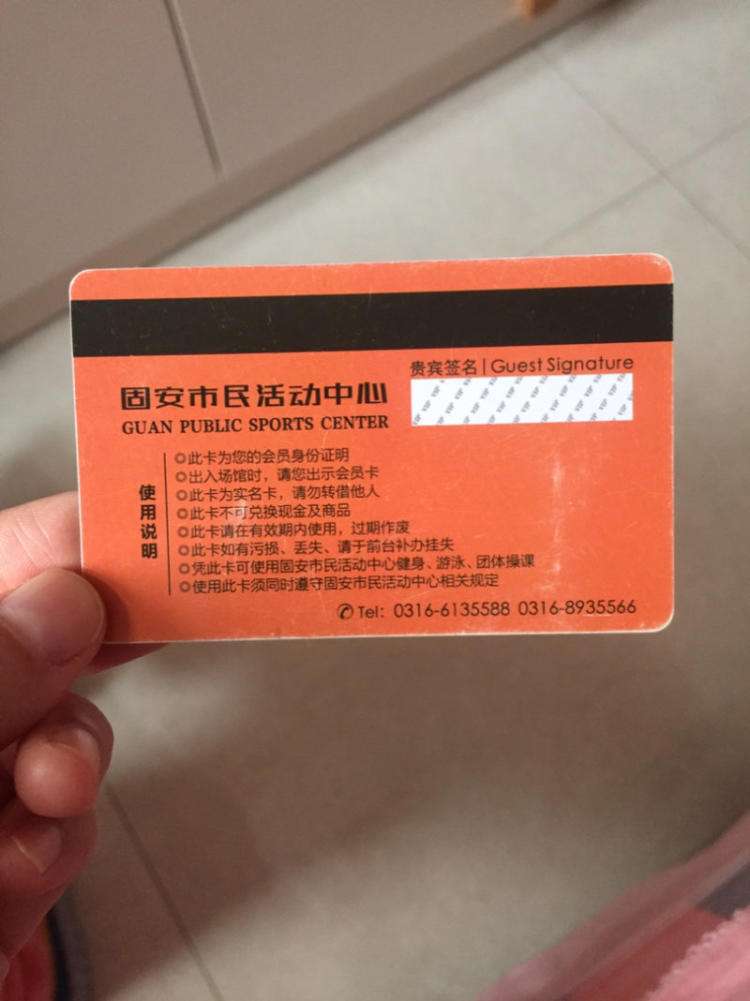 贵宾签名 | Guest Signature
固安市民活动中心
GUAN PUBLIC SPORTS CENTER
使用说明
◎此卡为您的会员身份证明
◎出入场馆时，请您出示会员卡
◎此卡为实名卡，请勿转借他人
◎此卡不可兑换现金及商品
◎此卡请在有效期内使用，过期作废
◎此卡如有污损、丢失、请于前台补办挂失
◎凭此卡可使用固安市民活动中心健身、游泳、团体操课
◎使用此卡须同时遵守固安市民活动中心相关规定
✆ Tel：0316-6135588 0316-8935566